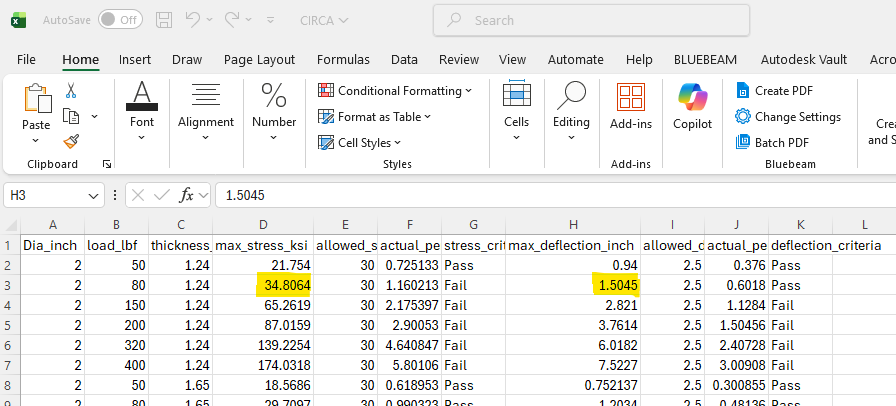 AutoSave Off CIRCA Search
File Home Insert Draw Page Layout Formulas Data Review View Automate Help BLUEBEAM Autodesk Vault Acro
Paste Font Alignment Number Conditional Formatting Format as Table Cell Styles Cells Editing Add-ins Copilot Create PDF Change Settings Batch PDF Crea and S
Clipboard Styles Add-ins Bluebeam
H3 fx 1.5045
A B C D E F G H I J K L
1 Dia_inch load_lbf thickness_ max_stress_ksi allowed_s actual_pe stress_crit max_deflection_inch allowed_d actual_pe deflection_criteria
2 2 50 1.24 21.754 30 0.725133 Pass 0.94 2.5 0.376 Pass
3 2 80 1.24 34.8064 30 1.160213 Fail 1.5045 2.5 0.6018 Pass
4 2 150 1.24 65.2619 30 2.175397 Fail 2.821 2.5 1.1284 Fail
5 2 200 1.24 87.0159 30 2.90053 Fail 3.7614 2.5 1.50456 Fail
6 2 320 1.24 139.2254 30 4.640847 Fail 6.0182 2.5 2.40728 Fail
7 2 400 1.24 174.0318 30 5.80106 Fail 7.5227 2.5 3.00908 Fail
8 2 50 1.65 18.5686 30 0.618953 Pass 0.752137 2.5 0.300855 Pass
9 2 80 1.65 29.7097 30 0.990323 Pass 1.2034 2.5 0.48136 Pass